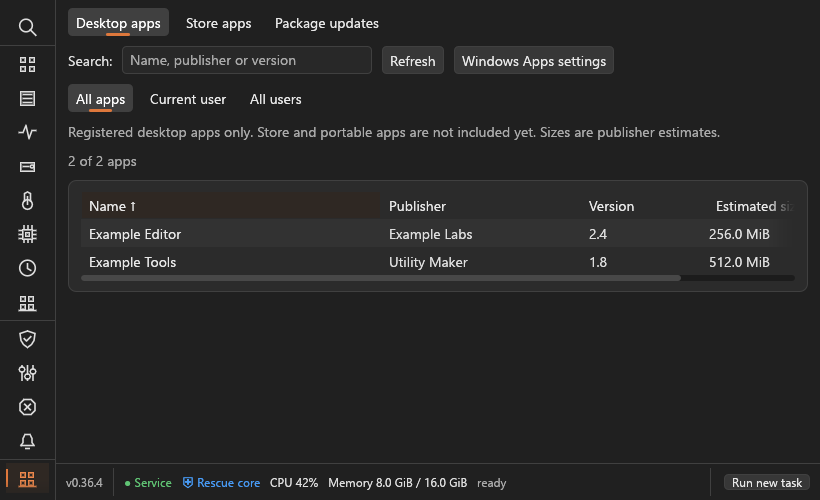 Desktop apps Store apps Package updates
Search: Name, publisher or version Refresh Windows Apps settings
All apps Current user All users
Registered desktop apps only. Store and portable apps are not included yet. Sizes are publisher estimates.
2 of 2 apps
Name ↑ Publisher Version Estimated
Example Editor Example Labs 2.4 256.0 MiB
Example Tools Utility Maker 1.8 512.0 MiB
v0.36.4 Service Rescue core CPU 42% Memory 8.0 GiB / 16.0 GiB ready Run new task